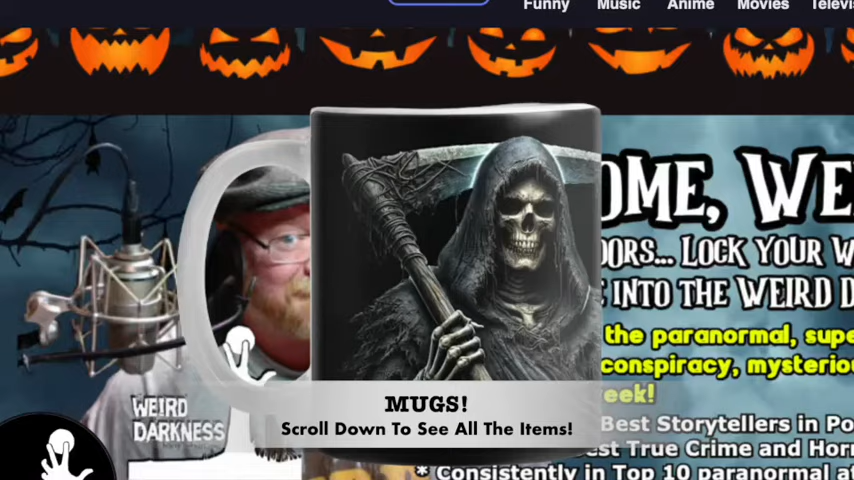 Funny Music Anime Movies
OME, WE
OORS... LOCK YOUR W
E INTO THE WEIRD D
the paranormal, supe
conspiracy, mysteriou
eek!
WEIRD
DARKNESS
MUGS!
Scroll Down To See All The Items!
Best Storytellers in Po
est True Crime and Horr
* Consistently in Top 10 paranormal